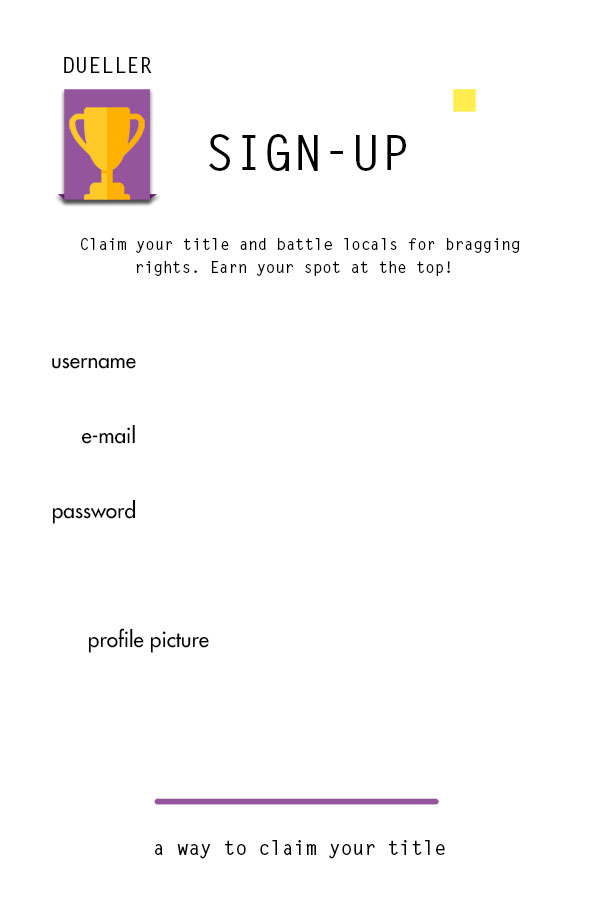 DUELLER
SIGN-UP
Claim your title and battle locals for bragging
rights. Earn your spot at the top!
username
e-mail
password
profile picture
a way to claim your title